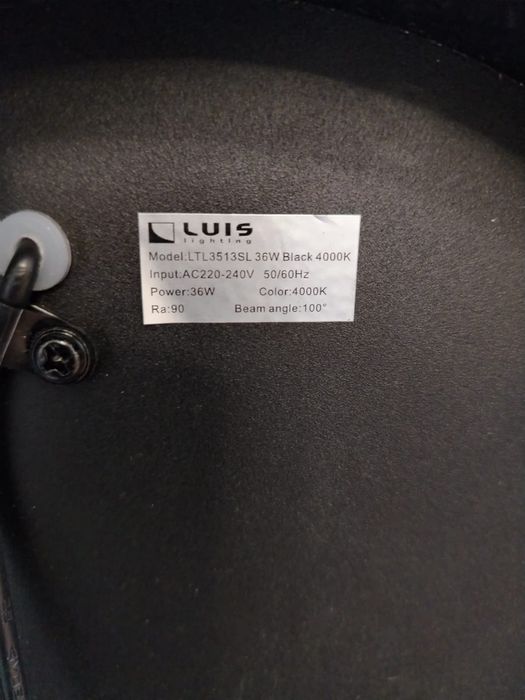 LUIS
lighting
Model:LTL3513SL 36W Black 4000K
Input:AC220-240V 50/60Hz
Power:36W Color:4000K
Ra:90 Beam angle:100°